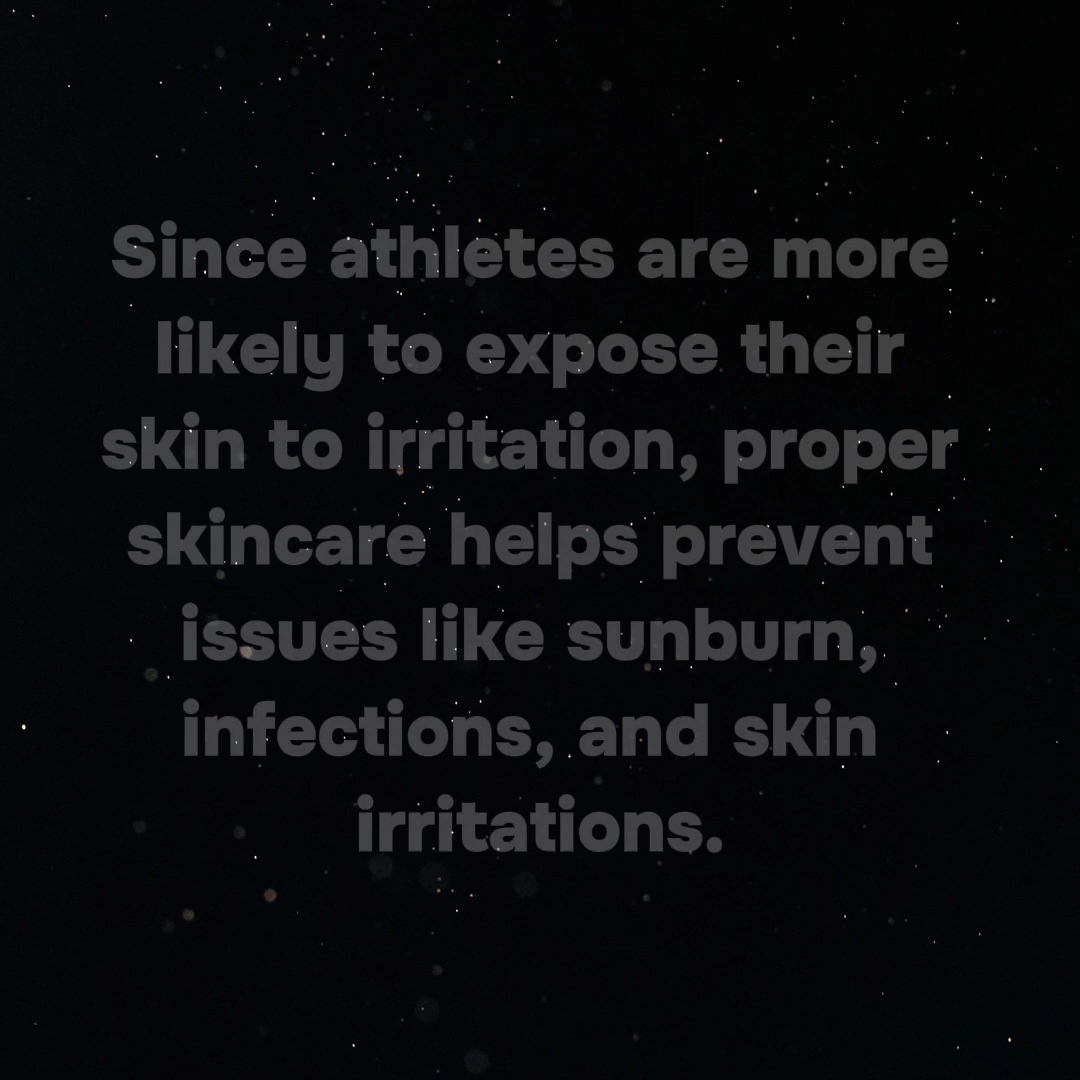 Since athletes are more
likely to expose their
skin to irritation, proper
skincare helps prevent
issues like sunburn,
infections, and skin
irritations.